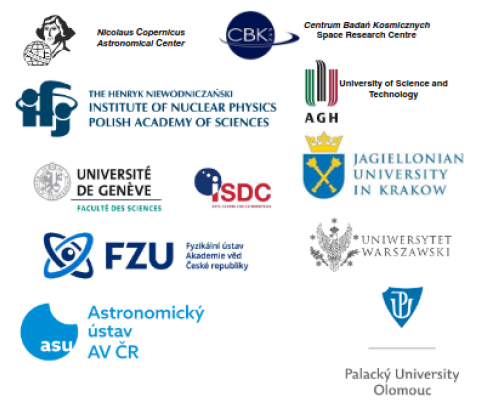 Nicolaus Copernicus
Astronomical Center
CBK
PAN
Centrum Badań Kosmicznych
Space Research Centre
ifj
THE HENRYK NIEWODNICZAŃSKI
INSTITUTE OF NUCLEAR PHYSICS
POLISH ACADEMY OF SCIENCES
AGH
University of Science and
Technology
UNIVERSITÉ
DE GENÈVE
FACULTÉ DES SCIENCES
ISDC
JAGIELLONIAN
UNIVERSITY
IN KRAKOW
FZU
Fyzikální ústav
Akademie věd
České republiky
UNIWERSYTET
WARSZAWSKI
asu
Astronomický
ústav
AV ČR
UP
Palacký University
Olomouc